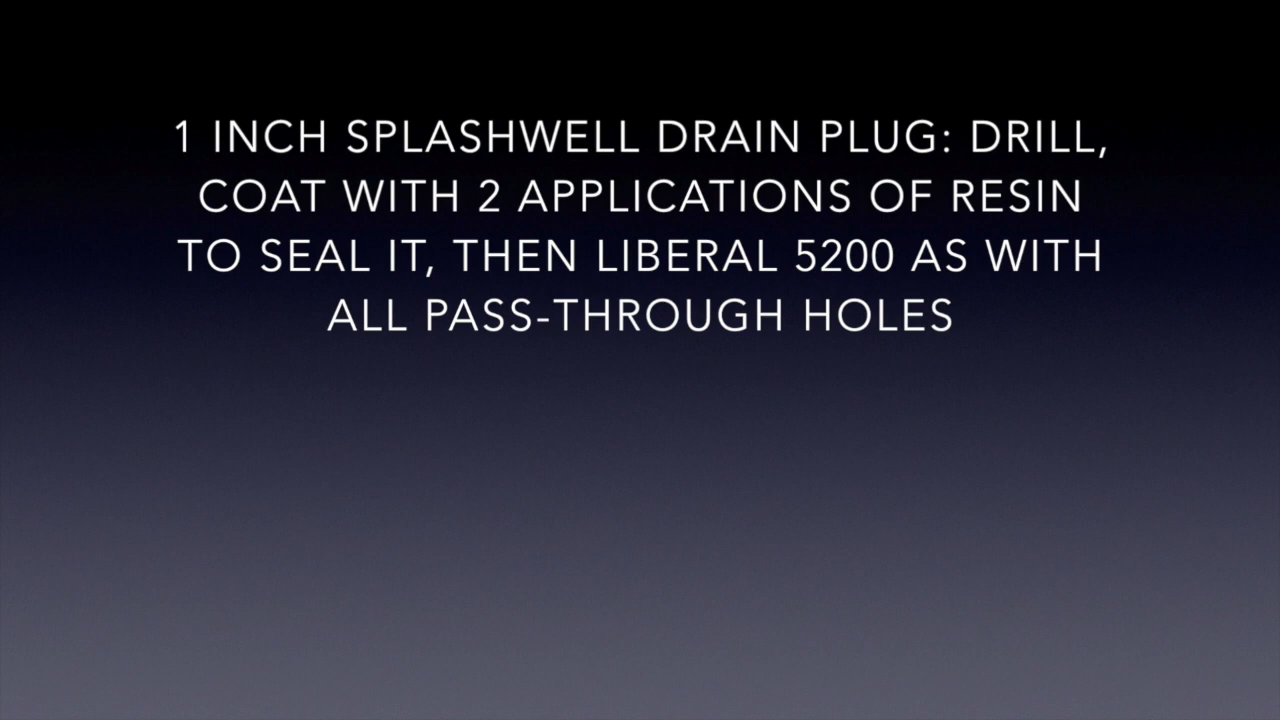 1 INCH SPLASHWELL DRAIN PLUG: DRILL,
COAT WITH 2 APPLICATIONS OF RESIN
TO SEAL IT, THEN LIBERAL 5200 AS WITH
ALL PASS-THROUGH HOLES